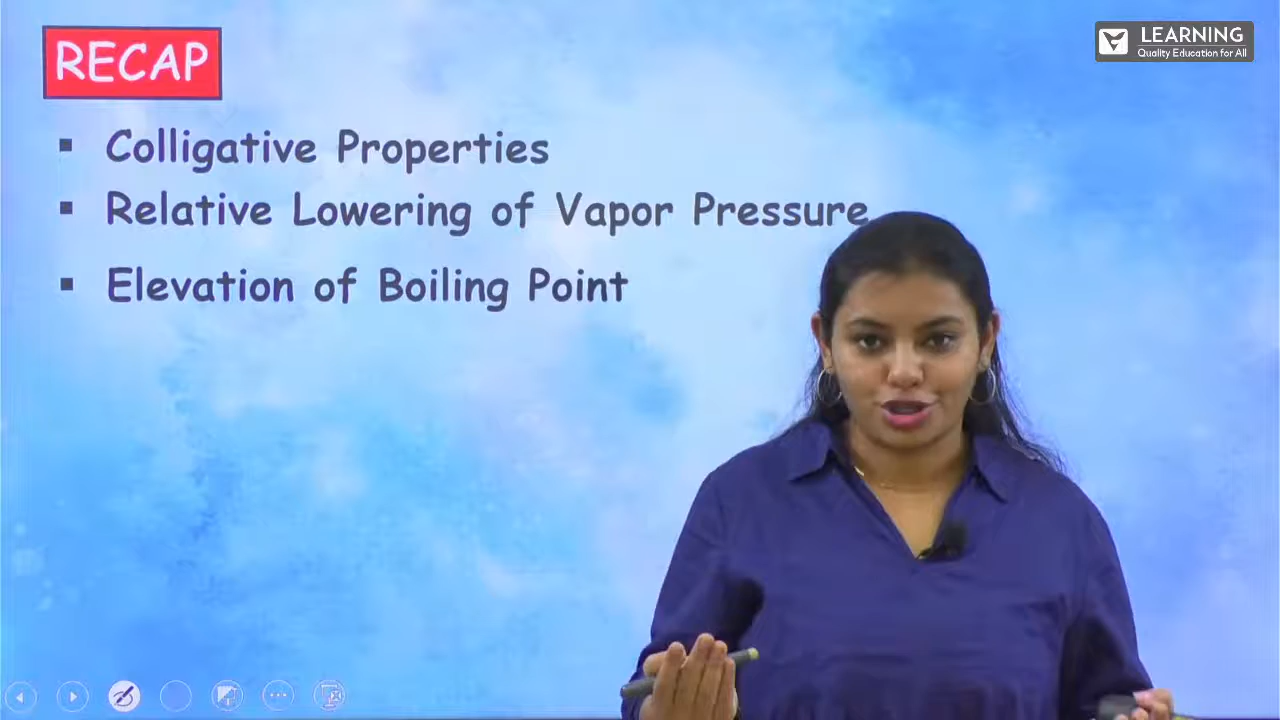 RECAP
LEARNING
Quality Education for All
▪ Colligative Properties
▪ Relative Lowering of Vapor Pressure
▪ Elevation of Boiling Point